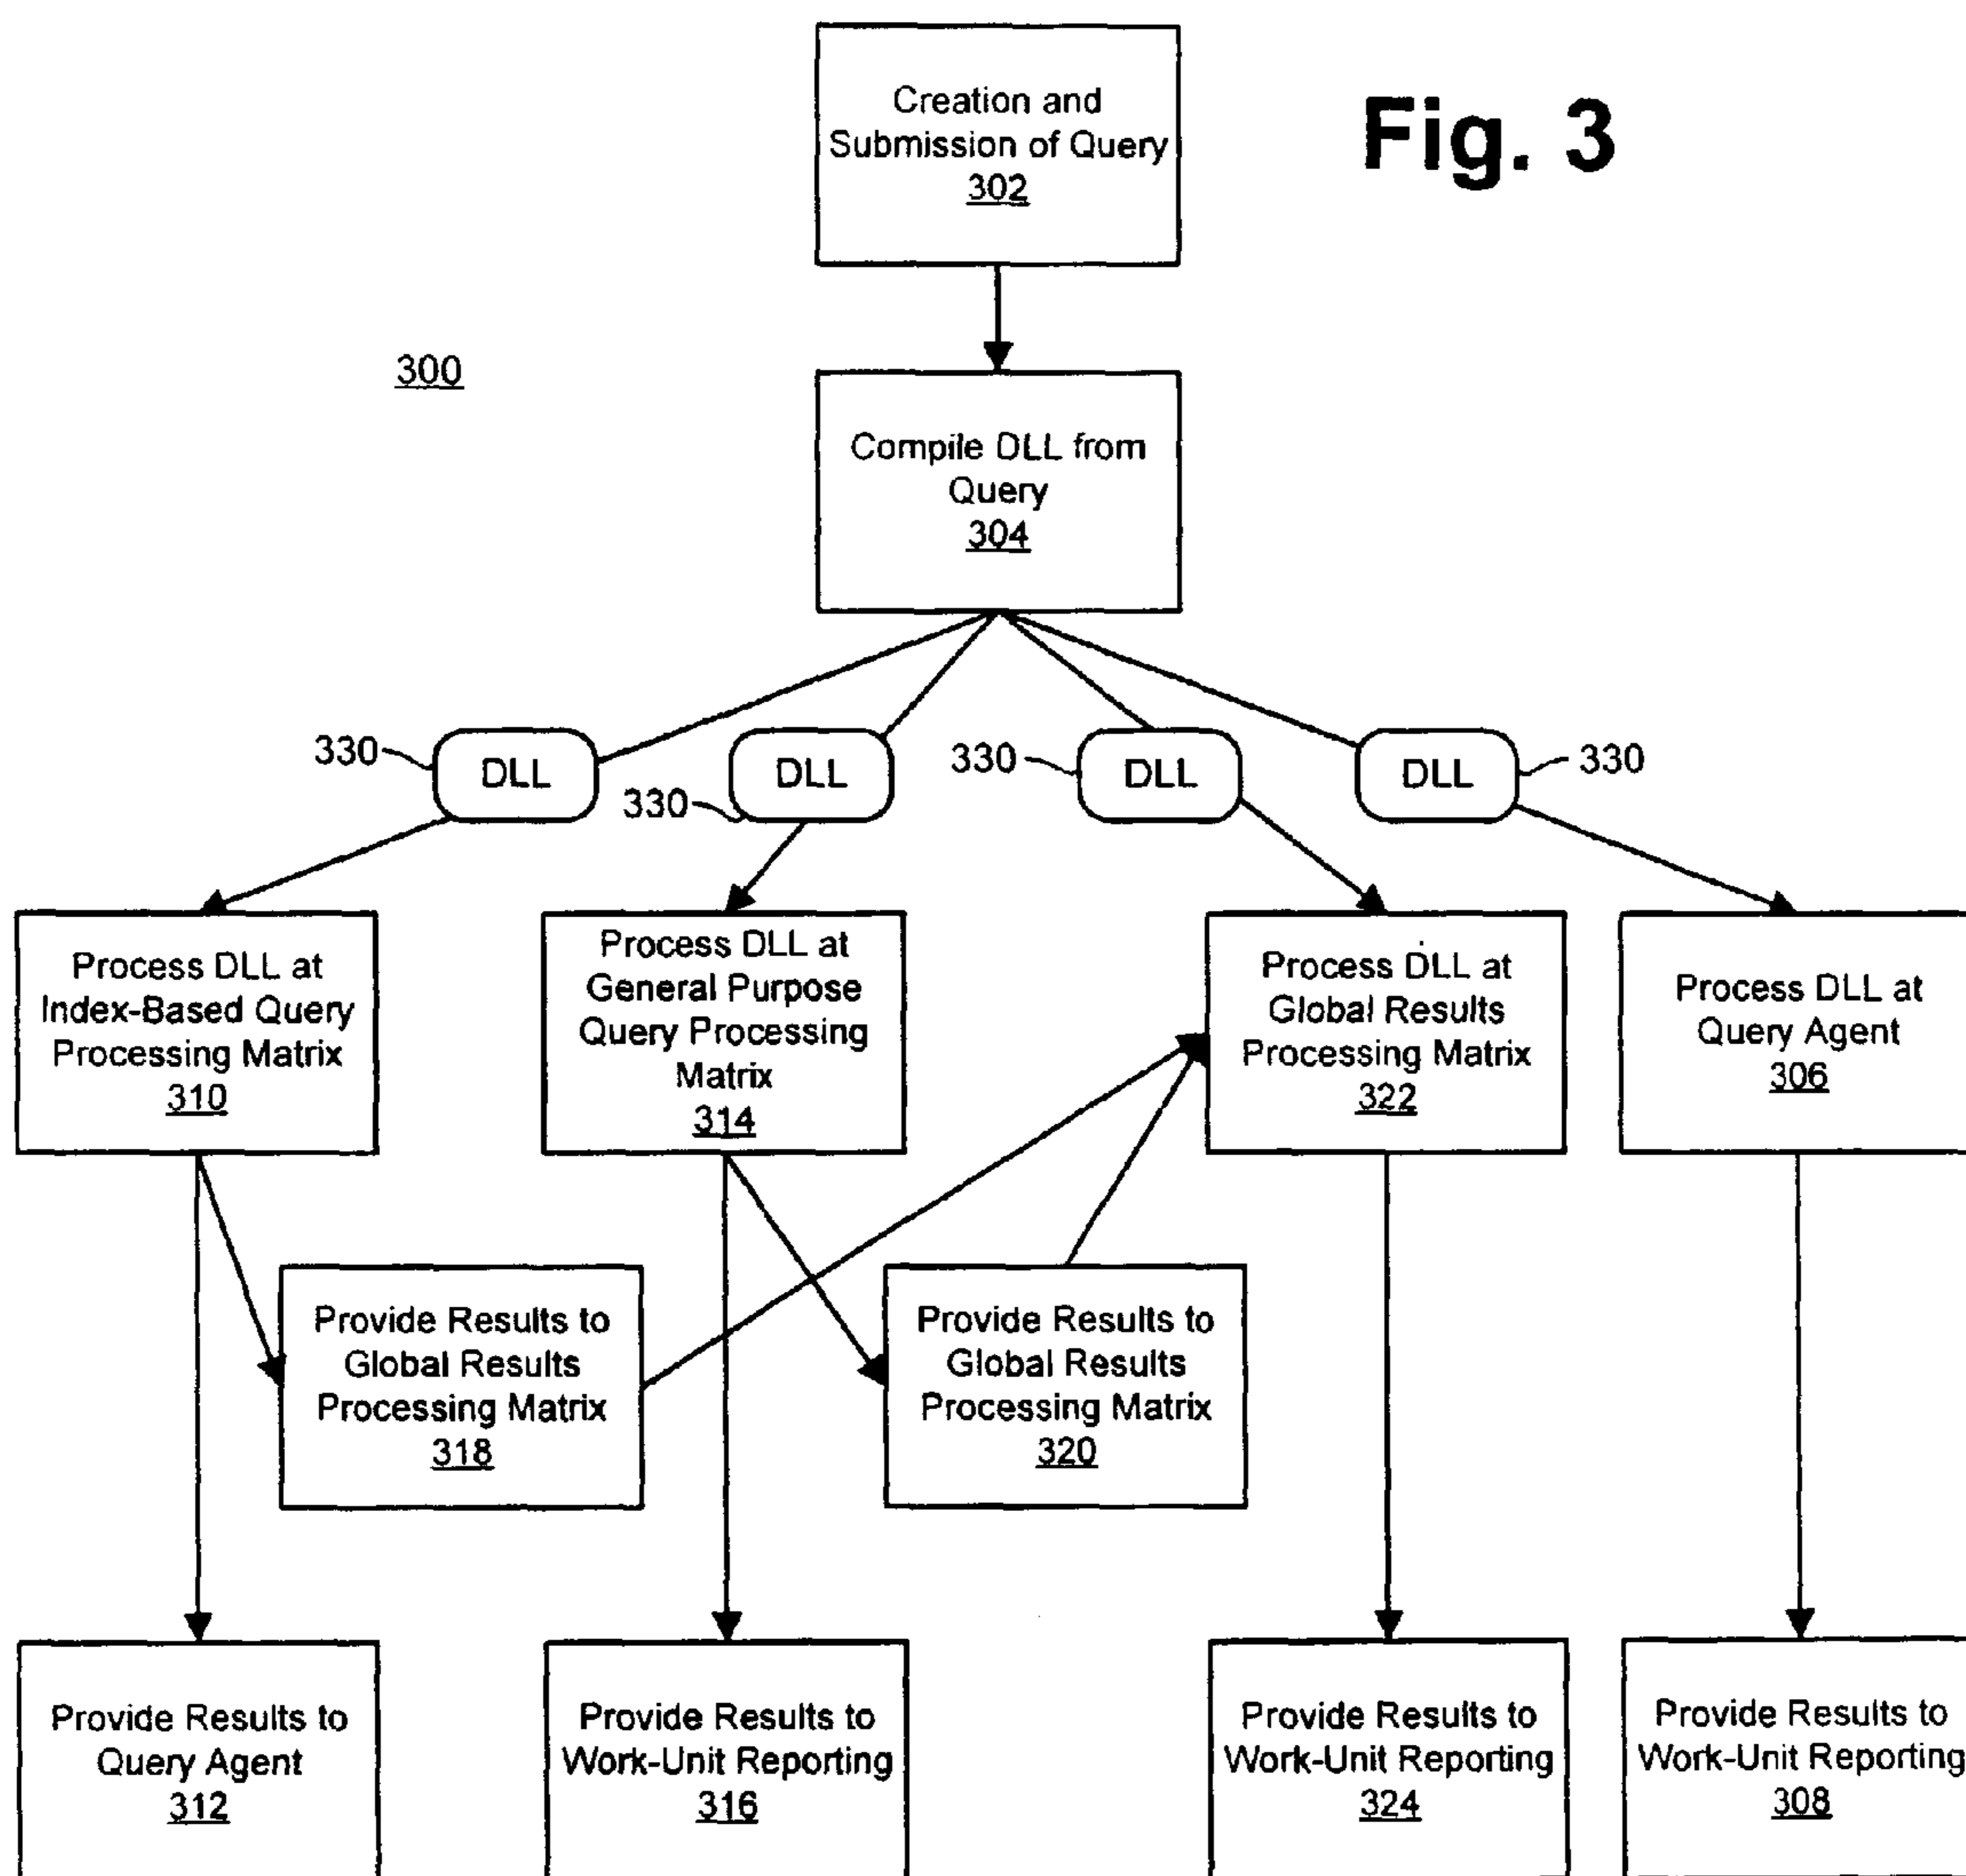 Creation and
Submission of Query
302
Fig. 3
300
Compile DLL from
Query
304
330
DLL
330
DLL
330
DLL
DLL
330
Process DLL at
Index-Based Query
Processing Matrix
310
Process DLL at
General Purpose
Query Processing
Matrix
314
Process DLL at
Global Results
Processing Matrix
322
Process DLL at
Query Agent
306
Provide Results to
Global Results
Processing Matrix
318
Provide Results to
Global Results
Processing Matrix
320
Provide Results to
Query Agent
312
Provide Results to
Work-Unit Reporting
316
Provide Results to
Work-Unit Reporting
324
Provide Results to
Work-Unit Reporting
308